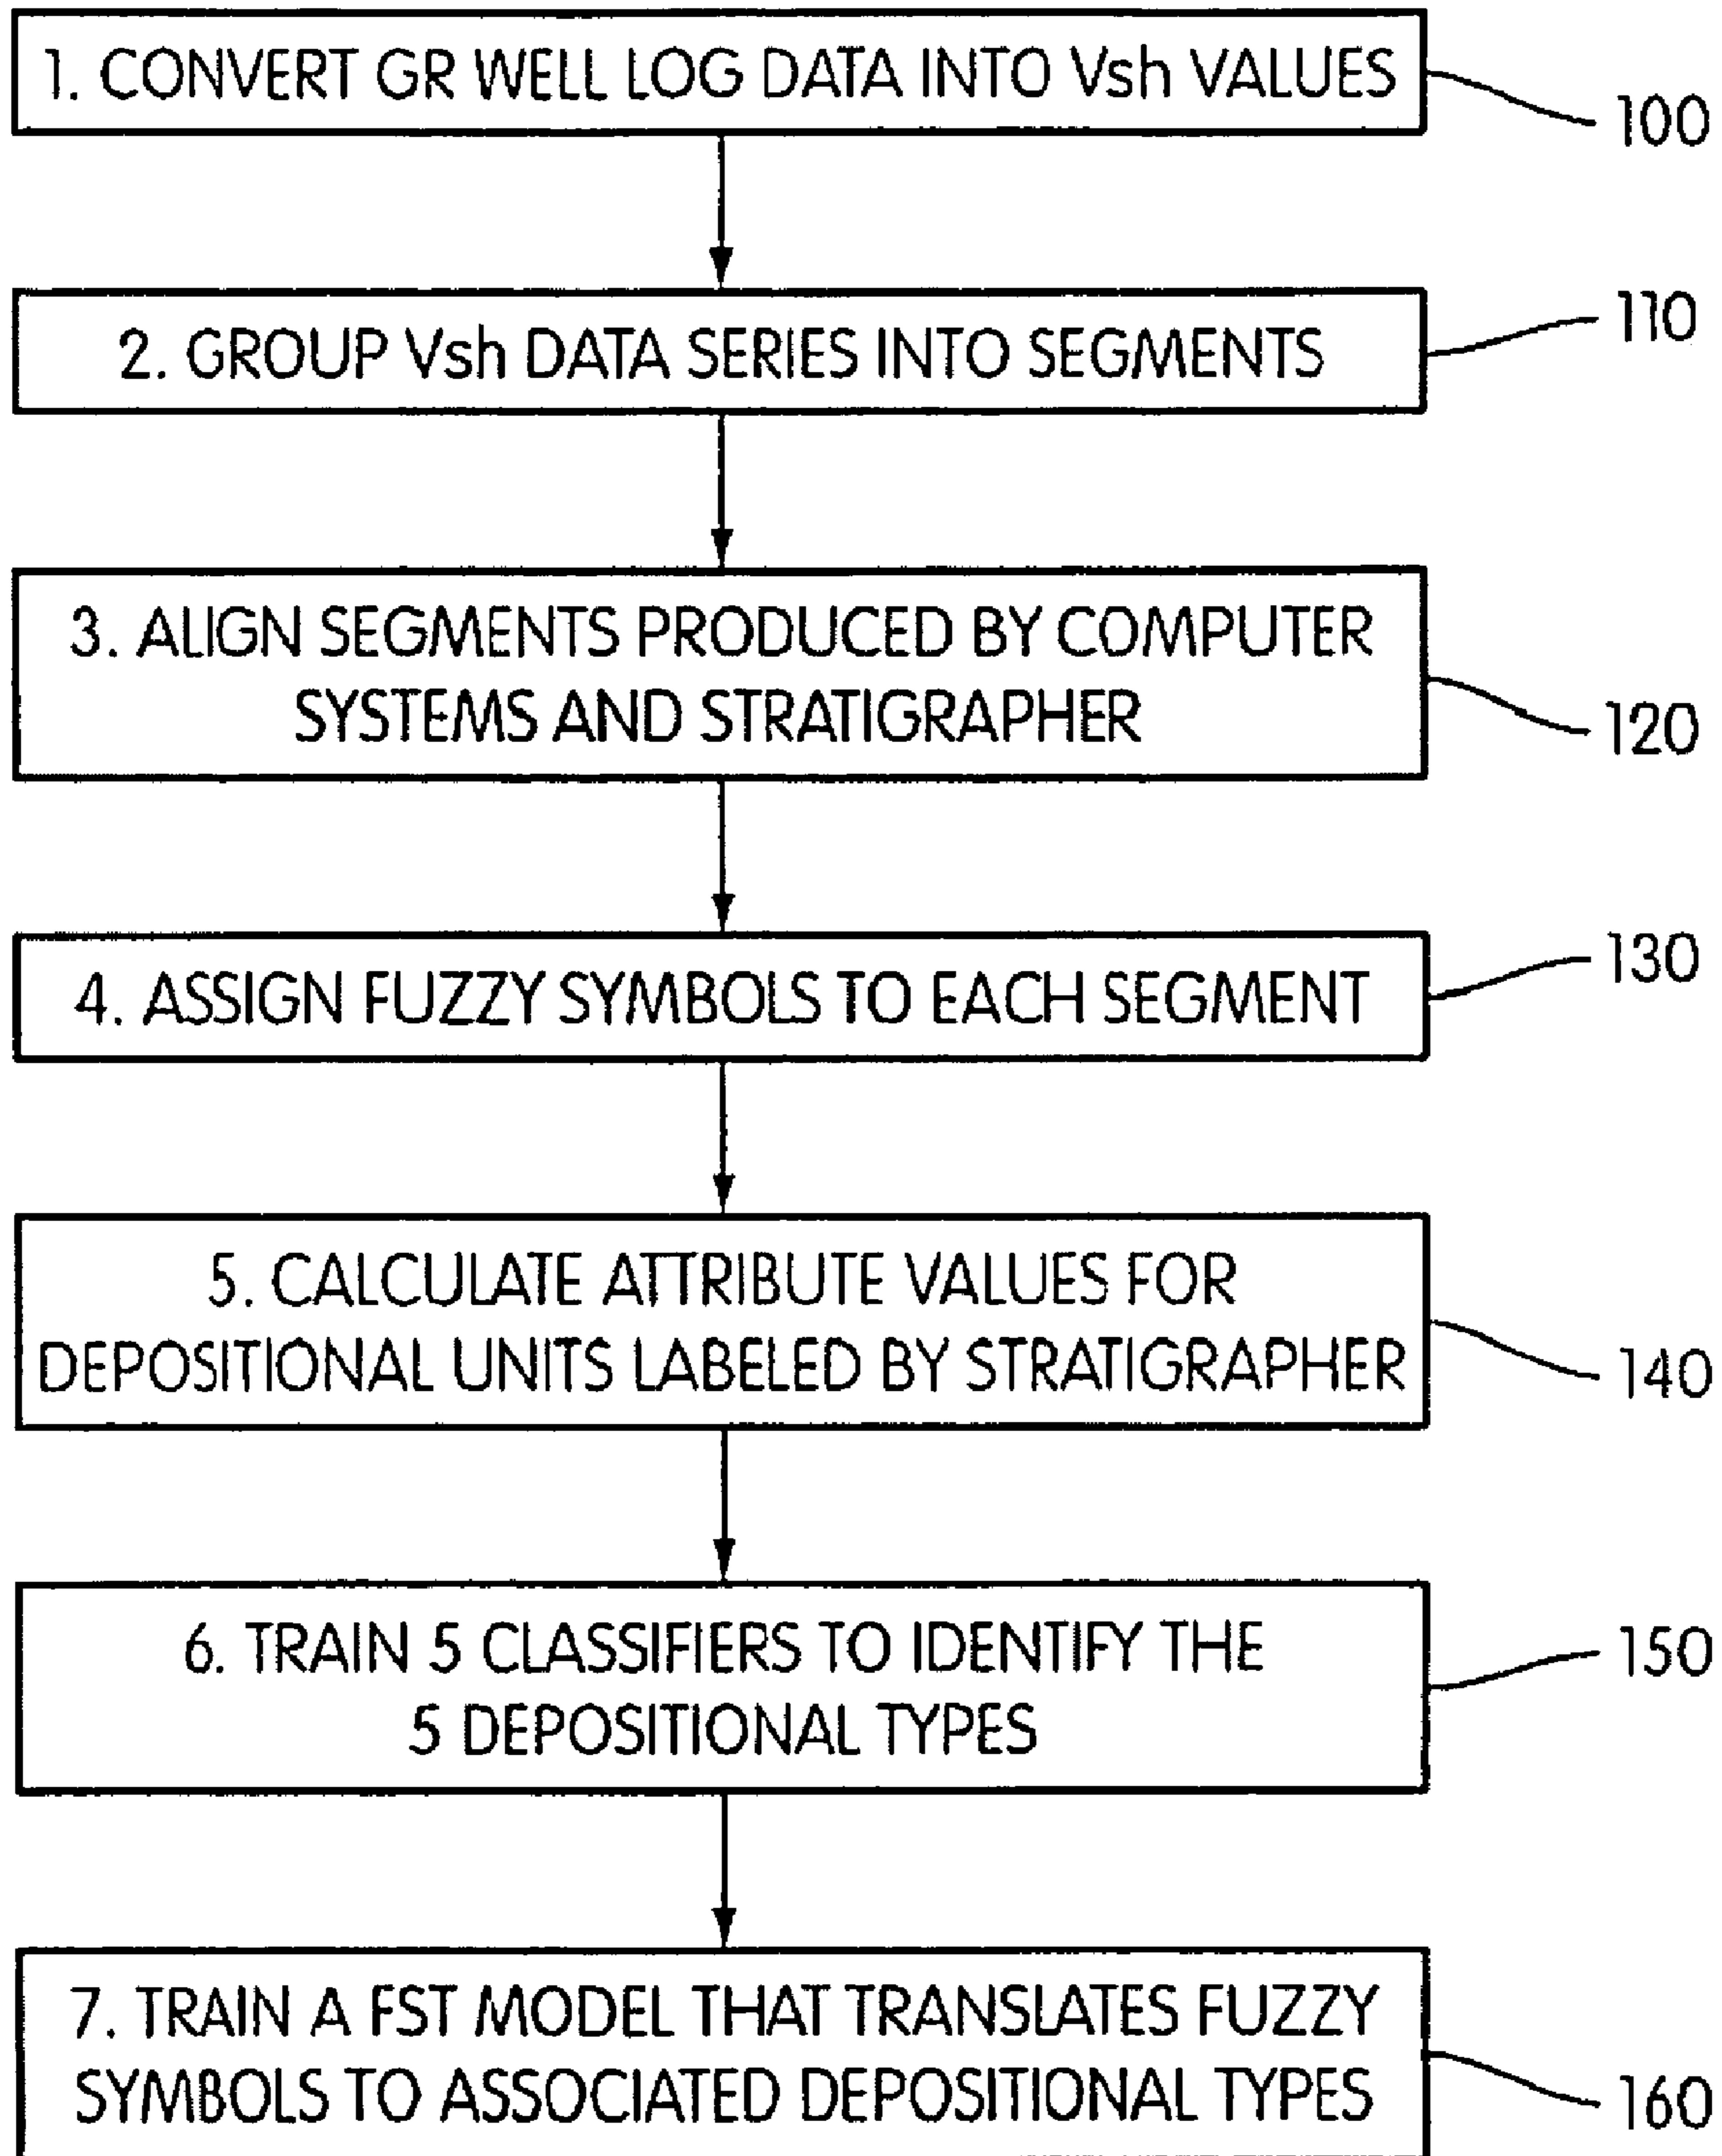 1. CONVERT GR WELL LOG DATA INTO Vsh VALUES
100
2. GROUP Vsh DATA SERIES INTO SEGMENTS
110
3. ALIGN SEGMENTS PRODUCED BY COMPUTER
SYSTEMS AND STRATIGRAPHER
120
4. ASSIGN FUZZY SYMBOLS TO EACH SEGMENT
130
5. CALCULATE ATTRIBUTE VALUES FOR
DEPOSITIONAL UNITS LABELED BY STRATIGRAPHER
140
6. TRAIN 5 CLASSIFIERS TO IDENTIFY THE
5 DEPOSITIONAL TYPES
150
7. TRAIN A FST MODEL THAT TRANSLATES FUZZY
SYMBOLS TO ASSOCIATED DEPOSITIONAL TYPES
160